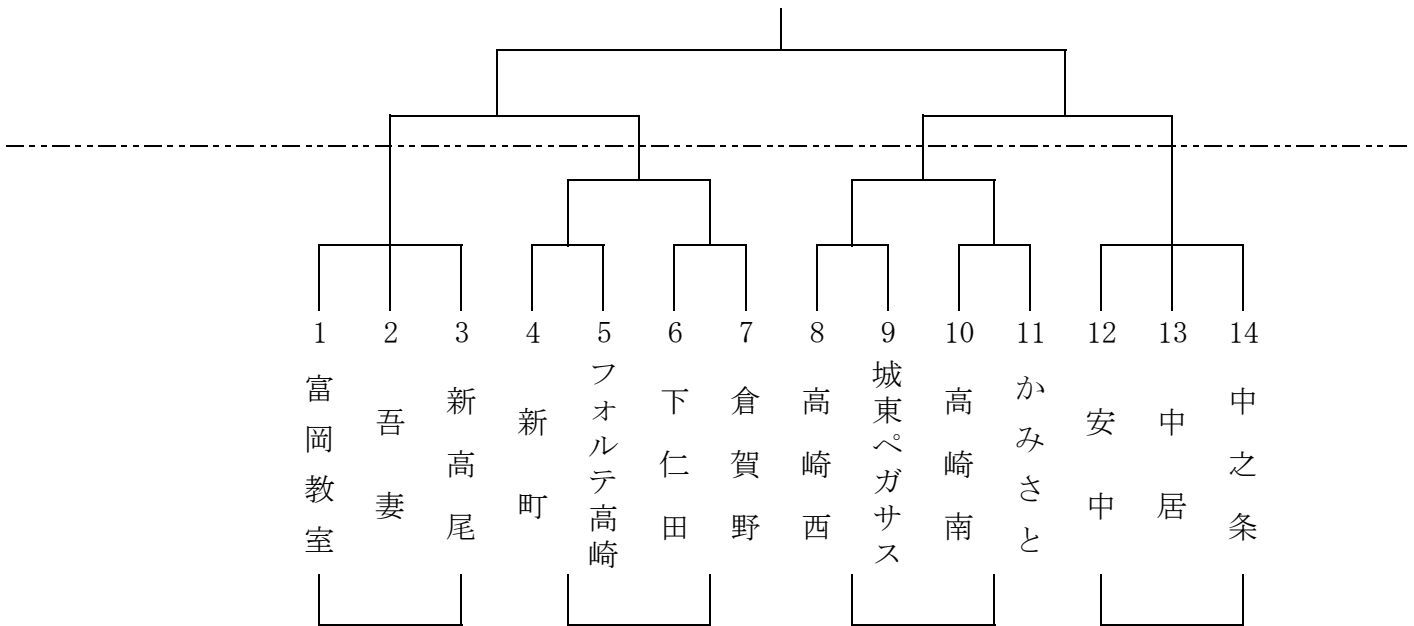 1 2 3 4 5 6 7 8 9 10 11 12 13 14
富岡教室
吾妻
新高尾
新町
フォルテ高崎
下仁田
倉賀野
高崎西
城東ペガサス
高崎南
かみさと
安中
中居
中之条